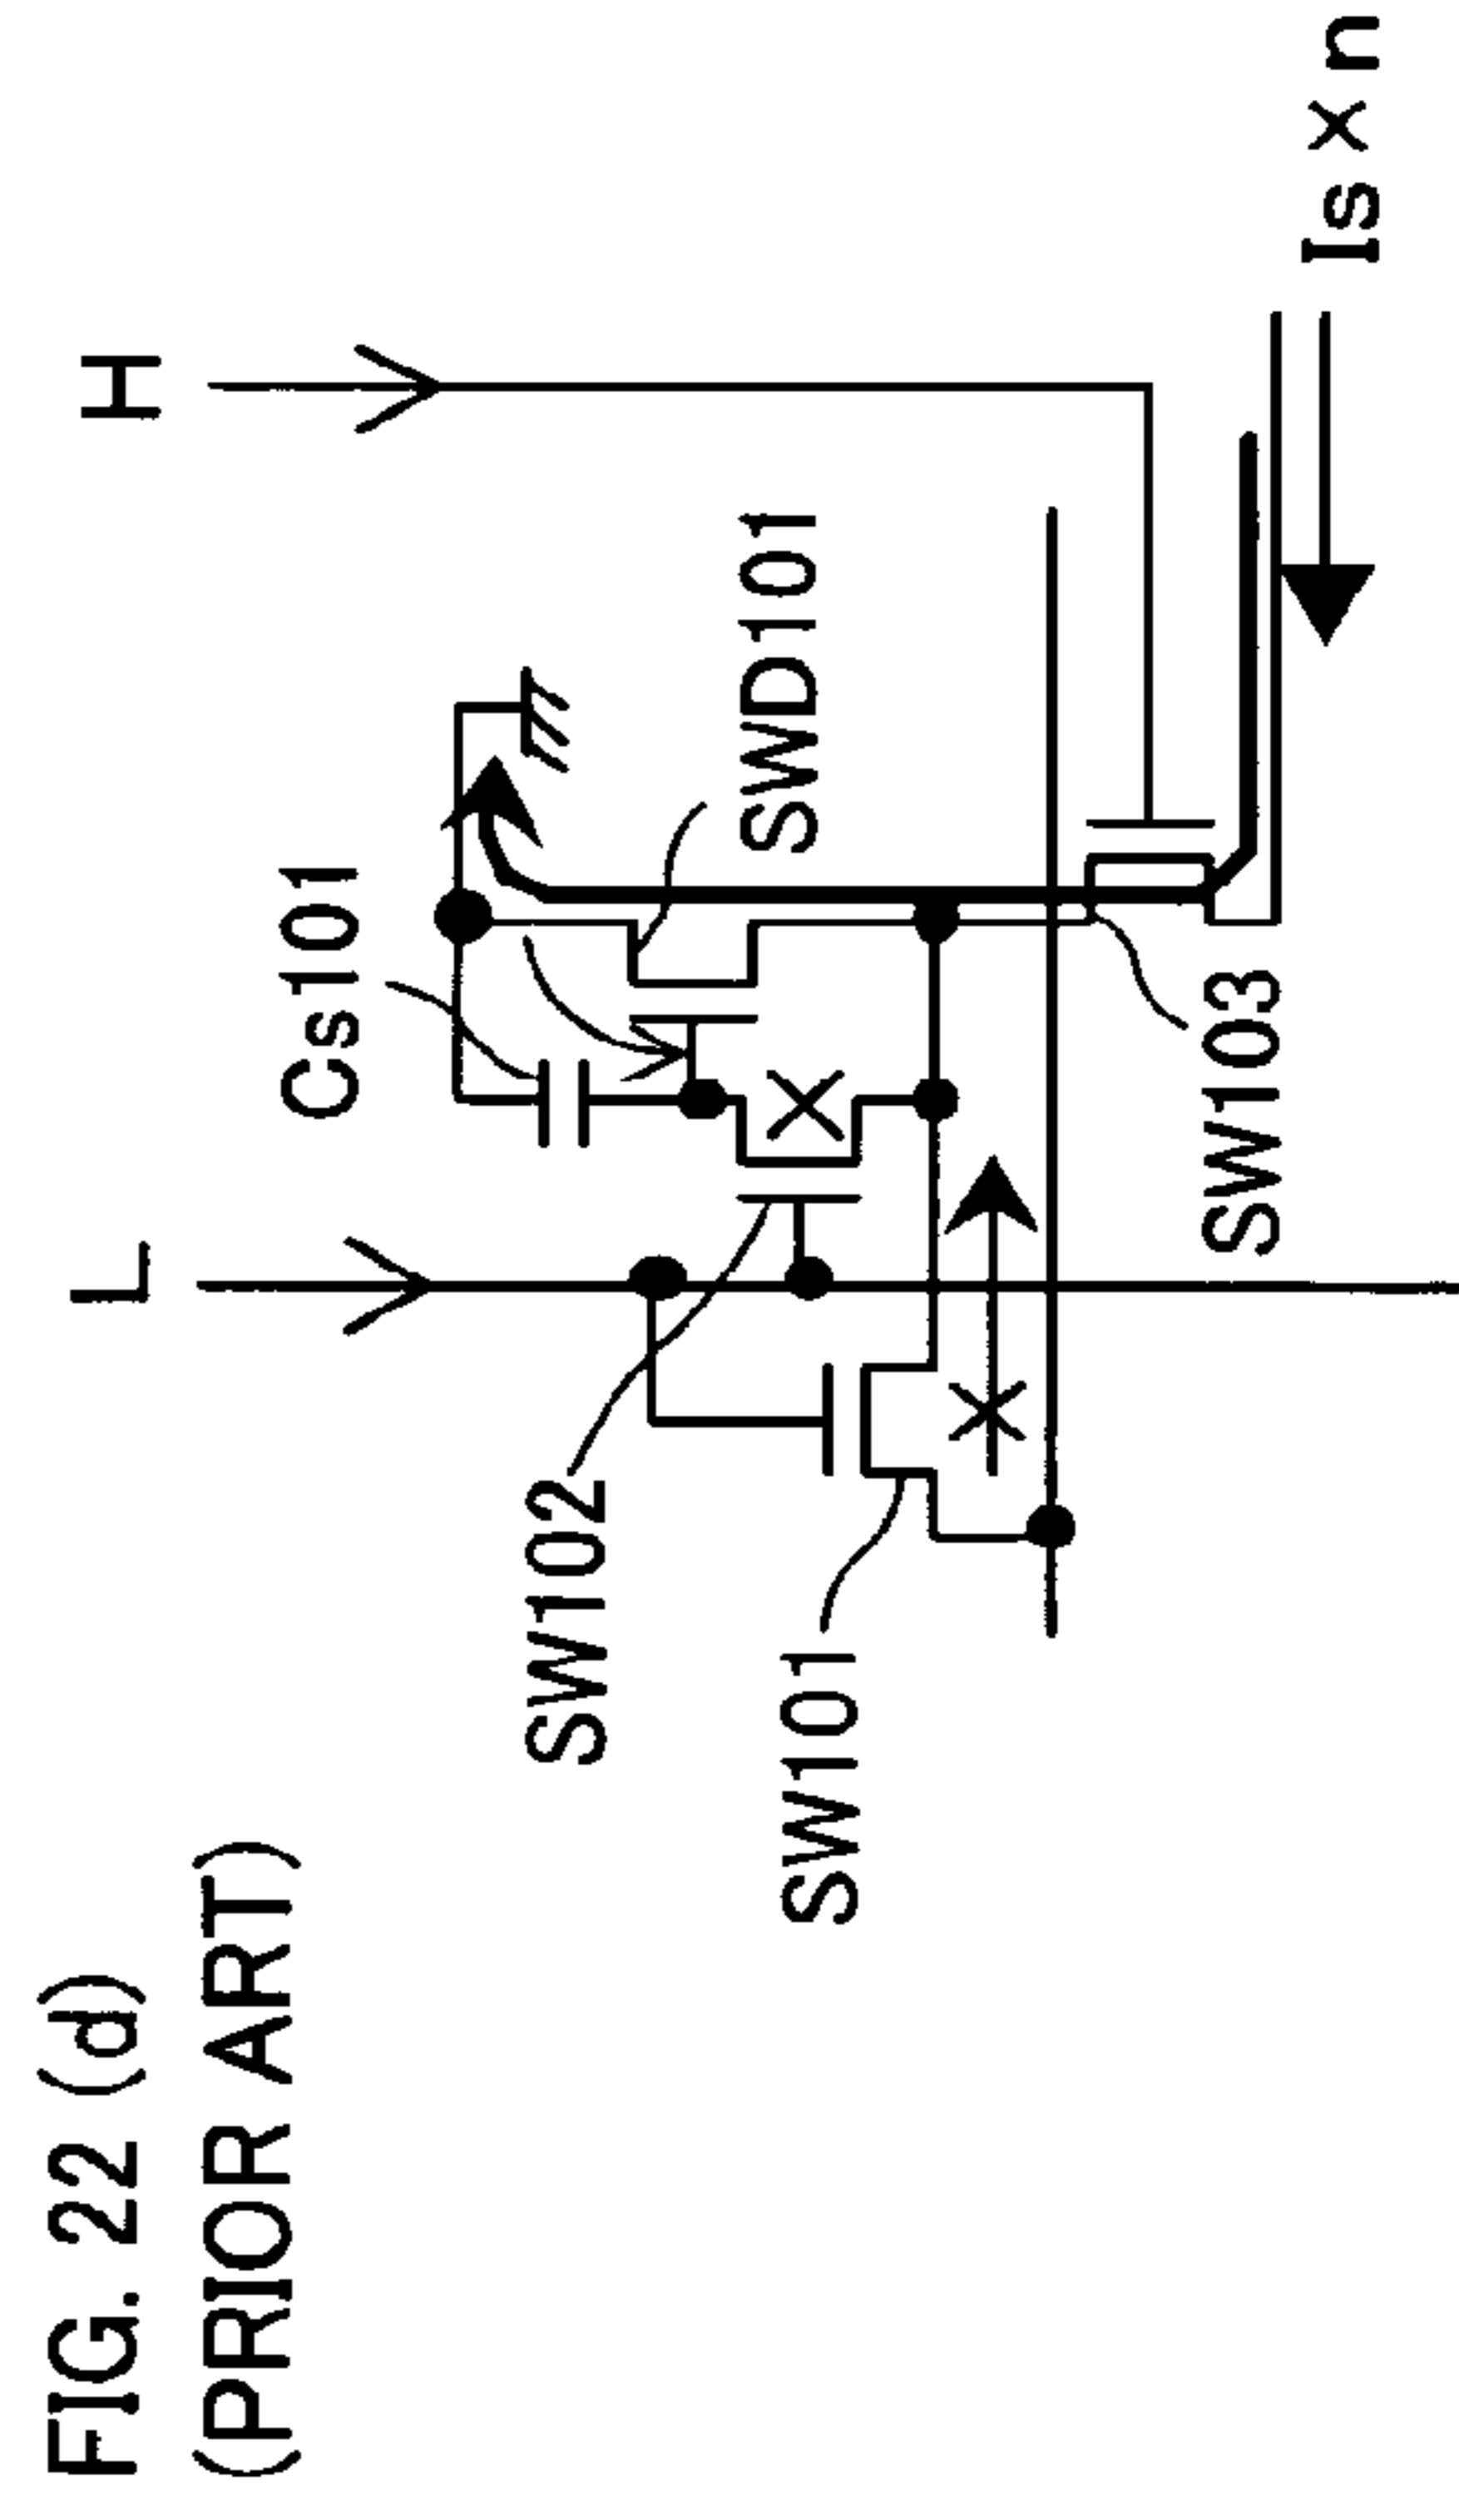 FIG. 22 (d)
(PRIOR ART)
L
H
Cs101
SW102
SWD101
SW101
SW103
Is x n